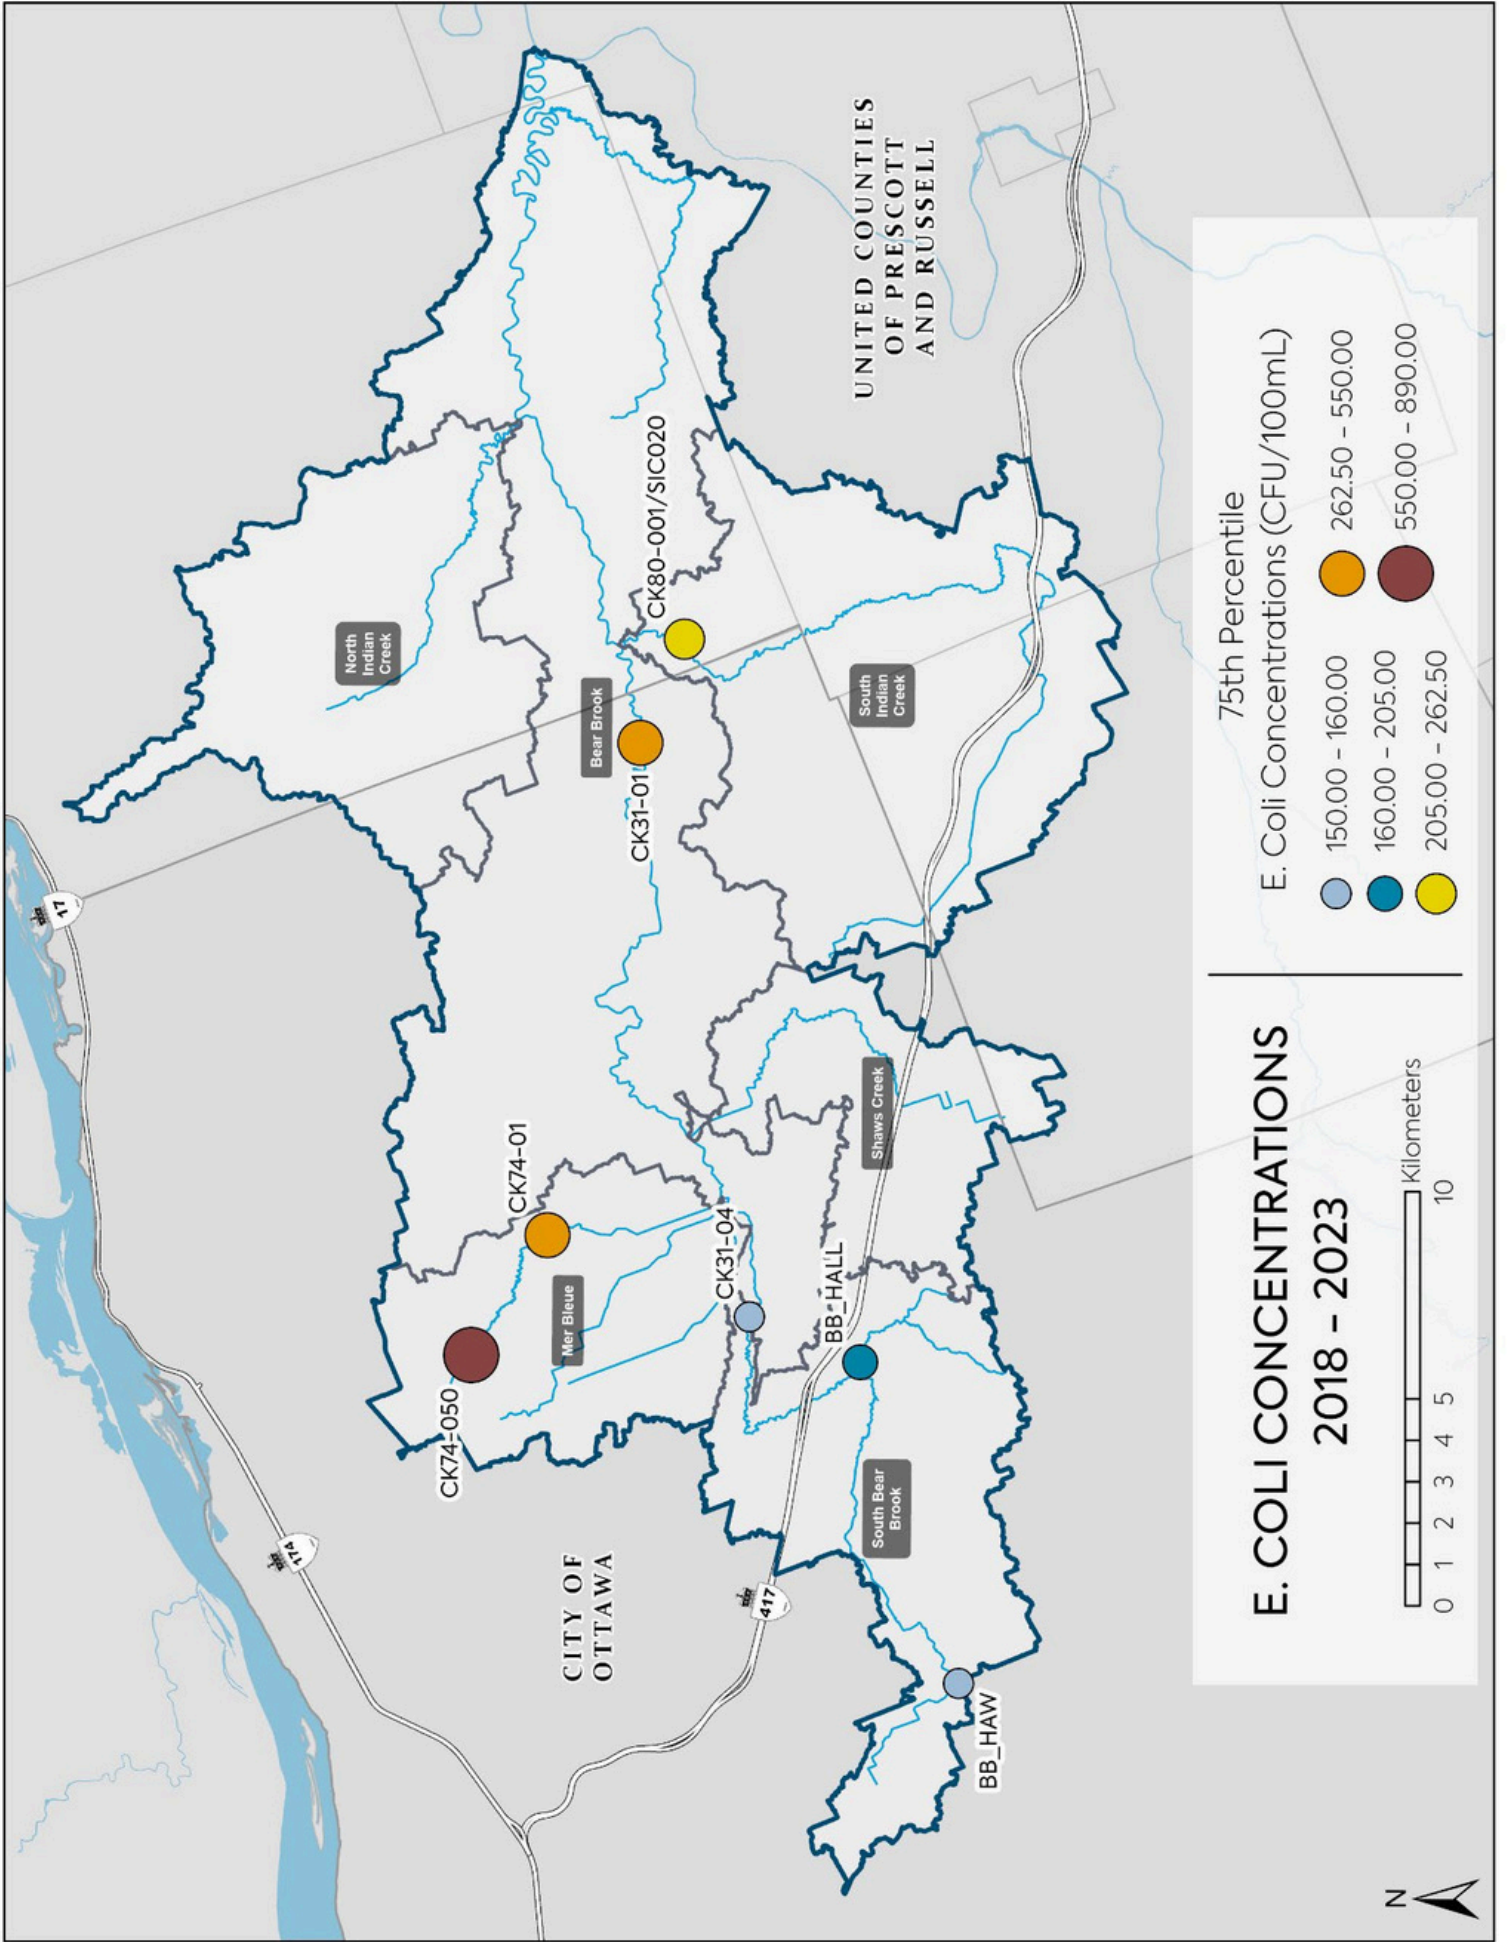 17
174
417
CITY OF
OTTAWA
UNITED COUNTIES
OF PRESCOTT
AND RUSSELL
North
Indian
Creek
Bear Brook
South
Indian
Creek
Mer Bleue
Shaws Creek
South Bear
Brook
CK74-050
CK74-01
CK31-01
CK80-001/SIC020
CK31-04
BB_HALL
BB_HAW
N
E. COLI CONCENTRATIONS
2018 - 2023
0 1 2 3 4 5 10
Kilometers
75th Percentile
E. Coli Concentrations (CFU/100mL)
150.00 - 160.00
160.00 - 205.00
205.00 - 262.50
262.50 - 550.00
550.00 - 890.00